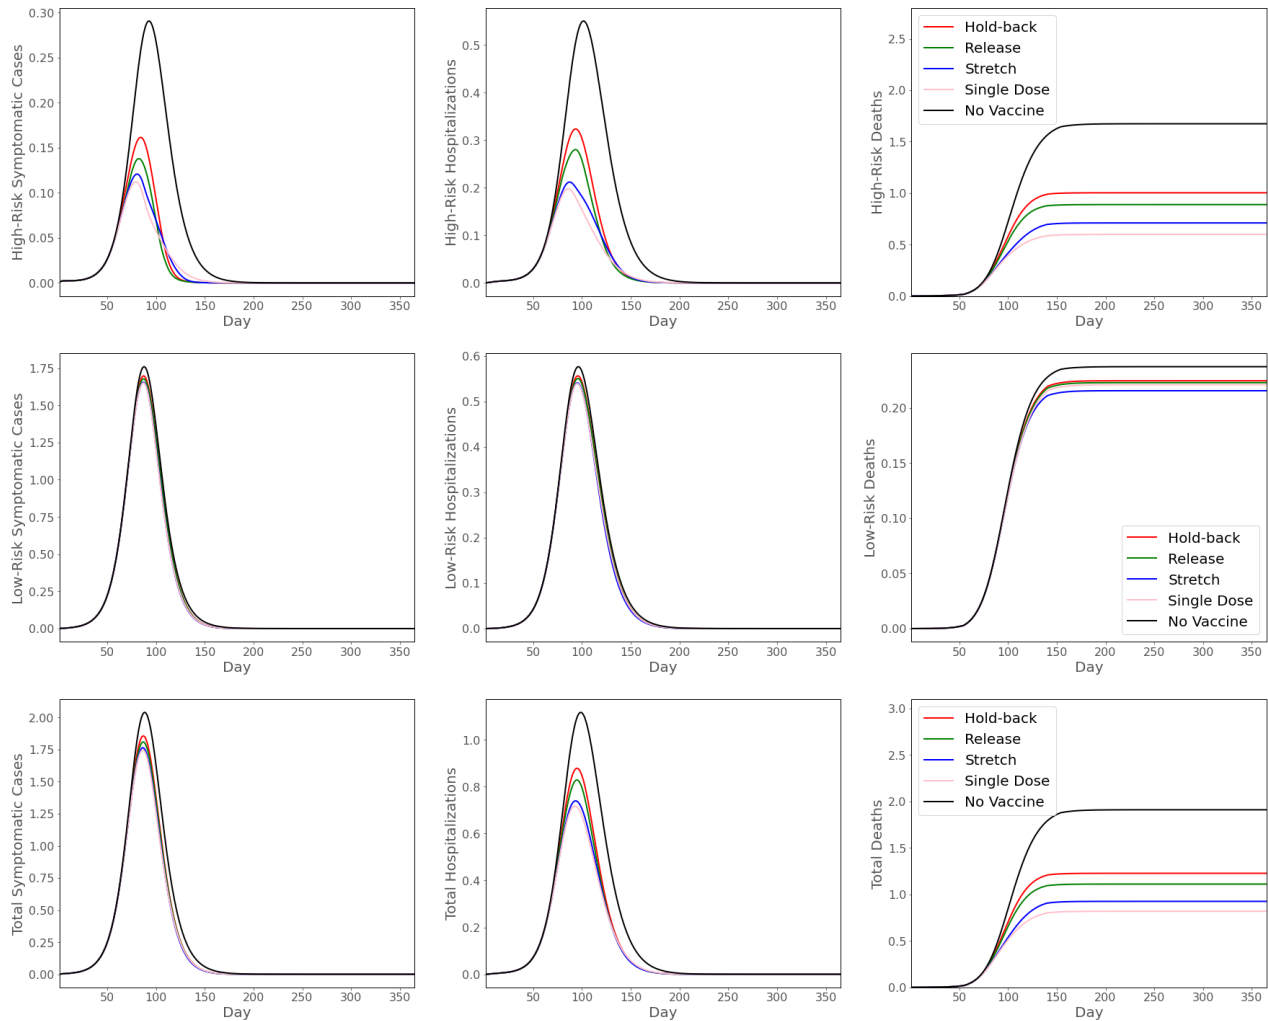 High-Risk Symptomatic Cases
0.30
0.25
0.20
0.15
0.10
0.05
0.00
50 100 150 200 250 300 350
Day
High-Risk Hospitalizations
0.5
0.4
0.3
0.2
0.1
0.0
50 100 150 200 250 300 350
Day
High-Risk Deaths
2.5
2.0
1.5
1.0
0.5
0.0
Hold-back
Release
Stretch
Single Dose
No Vaccine
50 100 150 200 250 300 350
Day
Low-Risk Symptomatic Cases
1.75
1.50
1.25
1.00
0.75
0.50
0.25
0.00
50 100 150 200 250 300 350
Day
Low-Risk Hospitalizations
0.6
0.5
0.4
0.3
0.2
0.1
0.0
50 100 150 200 250 300 350
Day
Low-Risk Deaths
0.20
0.15
0.10
0.05
0.00
Hold-back
Release
Stretch
Single Dose
No Vaccine
50 100 150 200 250 300 350
Day
Total Symptomatic Cases
2.00
1.75
1.50
1.25
1.00
0.75
0.50
0.25
0.00
50 100 150 200 250 300 350
Day
Total Hospitalizations
1.0
0.8
0.6
0.4
0.2
0.0
50 100 150 200 250 300 350
Day
Total Deaths
3.0
2.5
2.0
1.5
1.0
0.5
0.0
Hold-back
Release
Stretch
Single Dose
No Vaccine
50 100 150 200 250 300 350
Day